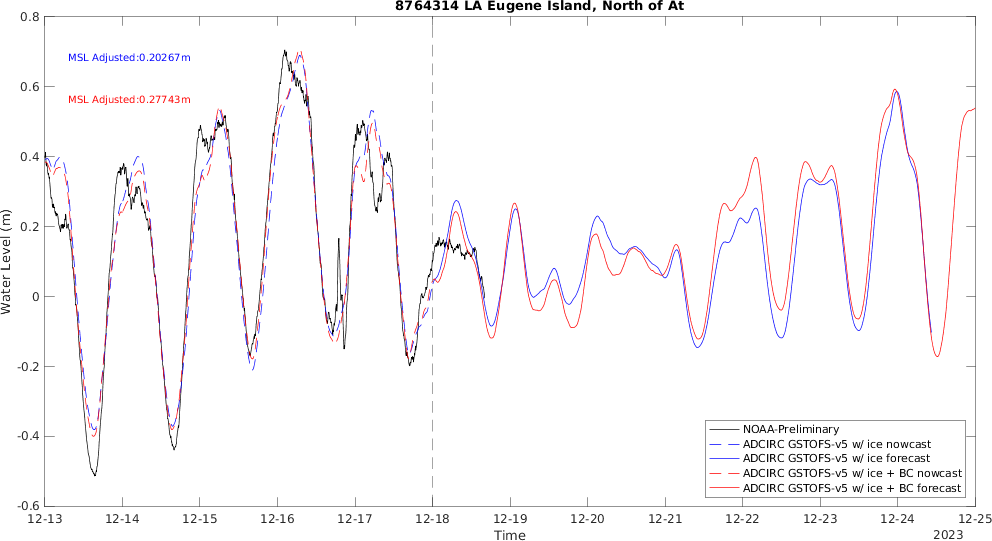 8764314 LA Eugene Island, North of At
MSL Adjusted:0.20267m
MSL Adjusted:0.27743m
Water Level (m)
0.8
0.6
0.4
0.2
0
-0.2
-0.4
-0.6
NOAA-Preliminary
ADCIRC GSTOFS-v5 w/ ice nowcast
ADCIRC GSTOFS-v5 w/ ice forecast
ADCIRC GSTOFS-v5 w/ ice + BC nowcast
ADCIRC GSTOFS-v5 w/ ice + BC forecast
12-13 12-14 12-15 12-16 12-17 12-18 12-19 12-20 12-21 12-22 12-23 12-24 12-25
Time
2023